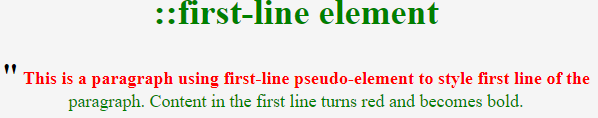 ::first-line element
" This is a paragraph using first-line pseudo-element to style first line of the
paragraph. Content in the first line turns red and becomes bold.